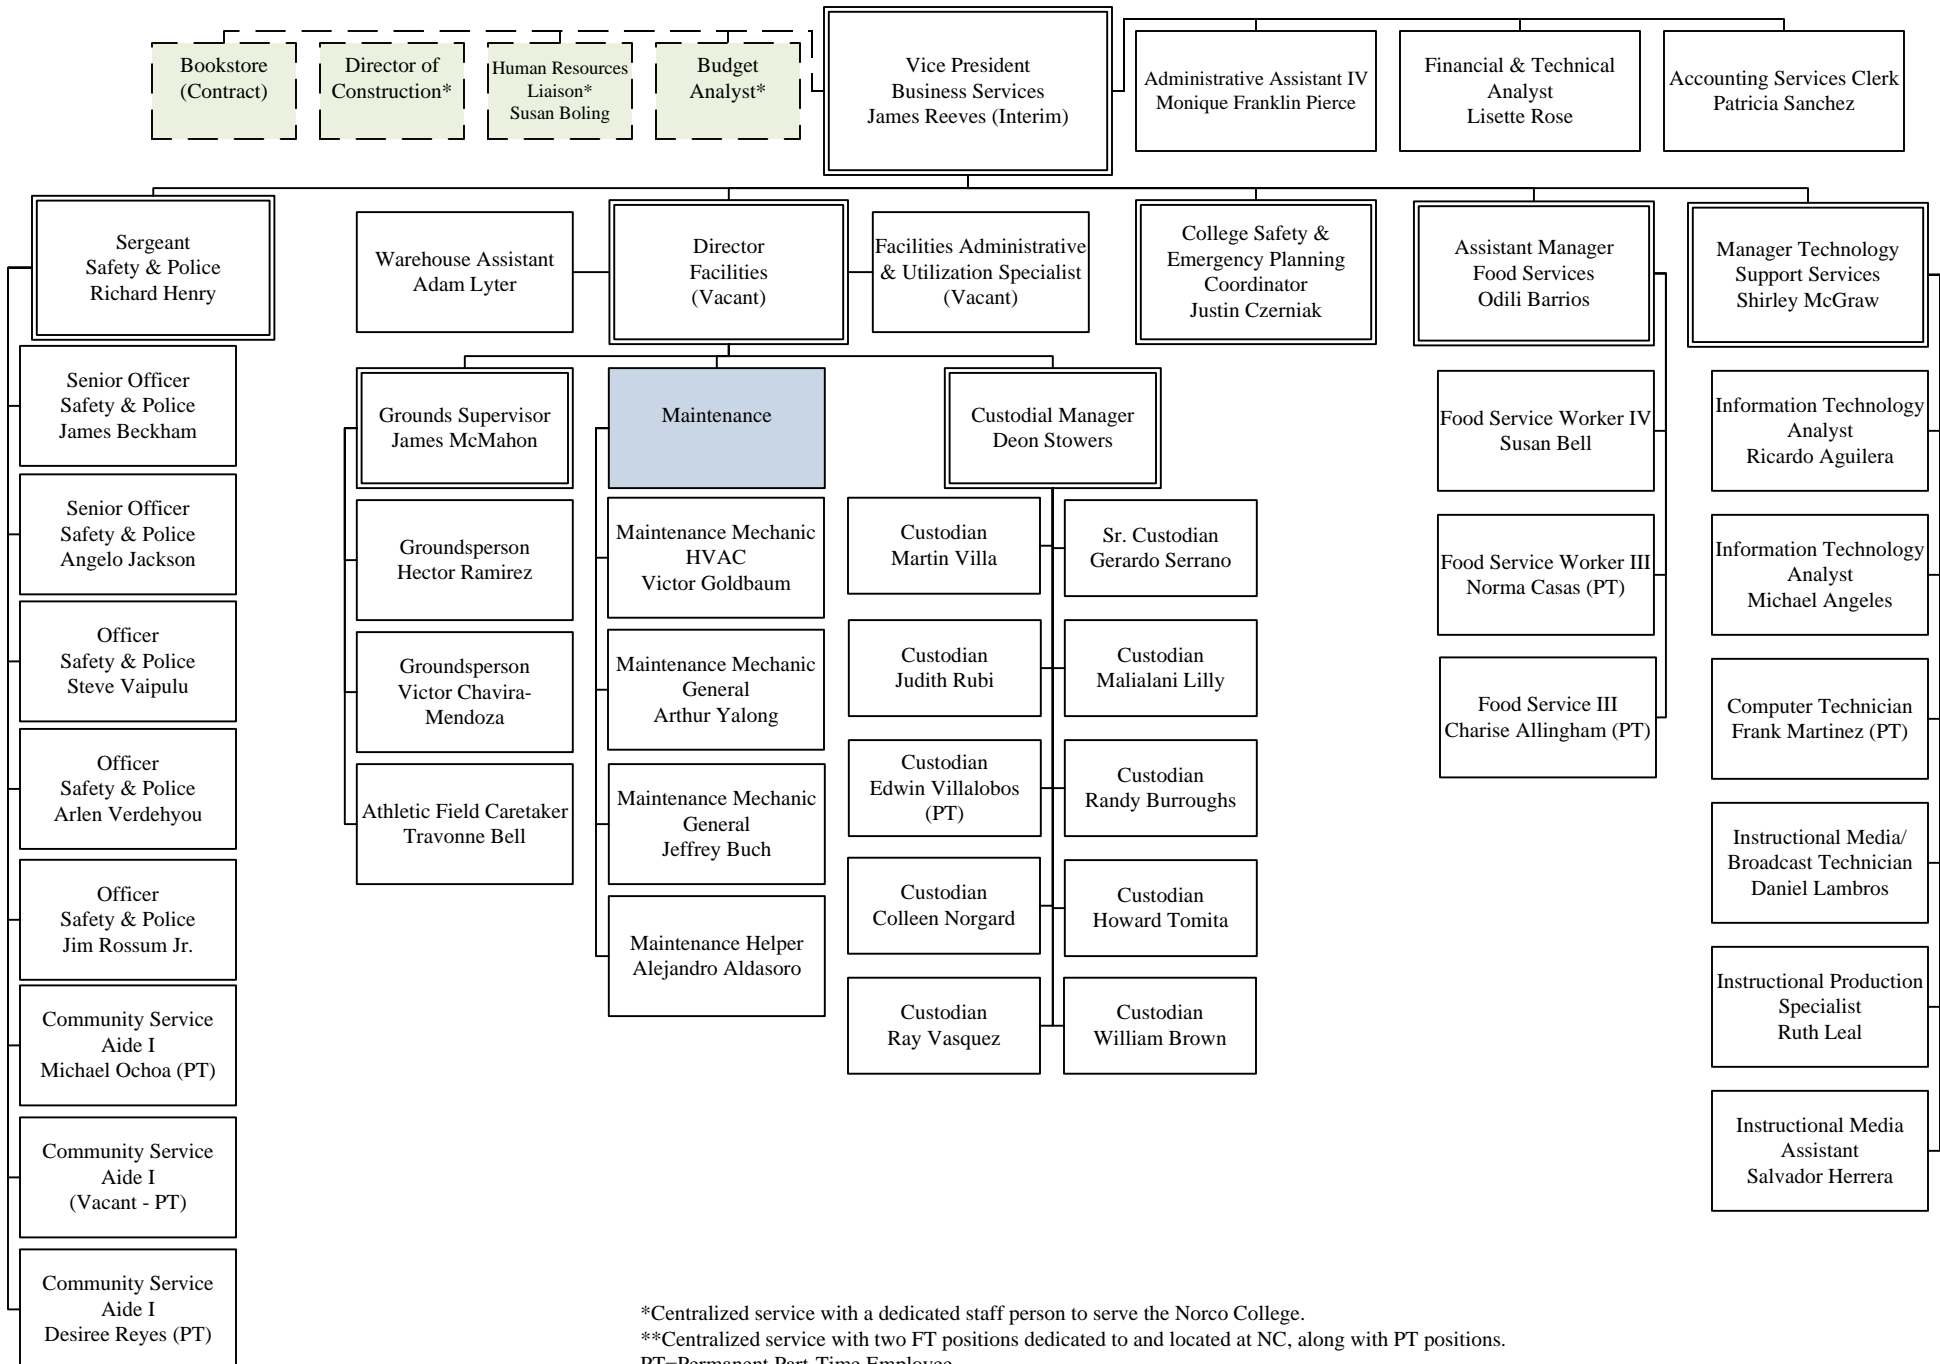 Bookstore
(Contract)
Director of
Construction*
Human Resources
Liaison*
Susan Boling
Budget
Analyst*
Vice President
Business Services
James Reeves (Interim)
Administrative Assistant IV
Monique Franklin Pierce
Financial & Technical
Analyst
Lisette Rose
Accounting Services Clerk
Patricia Sanchez
Sergeant
Safety & Police
Richard Henry
Warehouse Assistant
Adam Lyter
Director
Facilities
(Vacant)
Facilities Administrative
& Utilization Specialist
(Vacant)
College Safety &
Emergency Planning
Coordinator
Justin Czerniak
Assistant Manager
Food Services
Odili Barrios
Manager Technology
Support Services
Shirley McGraw
Senior Officer
Safety & Police
James Beckham
Senior Officer
Safety & Police
Angelo Jackson
Officer
Safety & Police
Steve Vaipulu
Officer
Safety & Police
Arlen Verdehyou
Officer
Safety & Police
Jim Rossum Jr.
Community Service
Aide I
Michael Ochoa (PT)
Community Service
Aide I
(Vacant - PT)
Community Service
Aide I
Desiree Reyes (PT)
Grounds Supervisor
James McMahon
Groundsperson
Hector Ramirez
Groundsperson
Victor Chavira-
Mendoza
Athletic Field Caretaker
Travonne Bell
Maintenance
Maintenance Mechanic
HVAC
Victor Goldbaum
Maintenance Mechanic
General
Arthur Yalong
Maintenance Mechanic
General
Jeffrey Buch
Maintenance Helper
Alejandro Aldasoro
Custodial Manager
Deon Stowers
Custodian
Martin Villa
Sr. Custodian
Gerardo Serrano
Custodian
Judith Rubi
Custodian
Malialani Lilly
Custodian
Edwin Villalobos
(PT)
Custodian
Randy Burroughs
Custodian
Colleen Norgard
Custodian
Howard Tomita
Custodian
Ray Vasquez
Custodian
William Brown
Food Service Worker IV
Susan Bell
Food Service Worker III
Norma Casas (PT)
Food Service III
Charise Allingham (PT)
Information Technology
Analyst
Ricardo Aguilera
Information Technology
Analyst
Michael Angeles
Computer Technician
Frank Martinez (PT)
Instructional Media/
Broadcast Technician
Daniel Lambros
Instructional Production
Specialist
Ruth Leal
Instructional Media
Assistant
Salvador Herrera
*Centralized service with a dedicated staff person to serve the Norco College.
**Centralized service with two FT positions dedicated to and located at NC, along with PT positions.
PT=Permanent Part-Time Employee